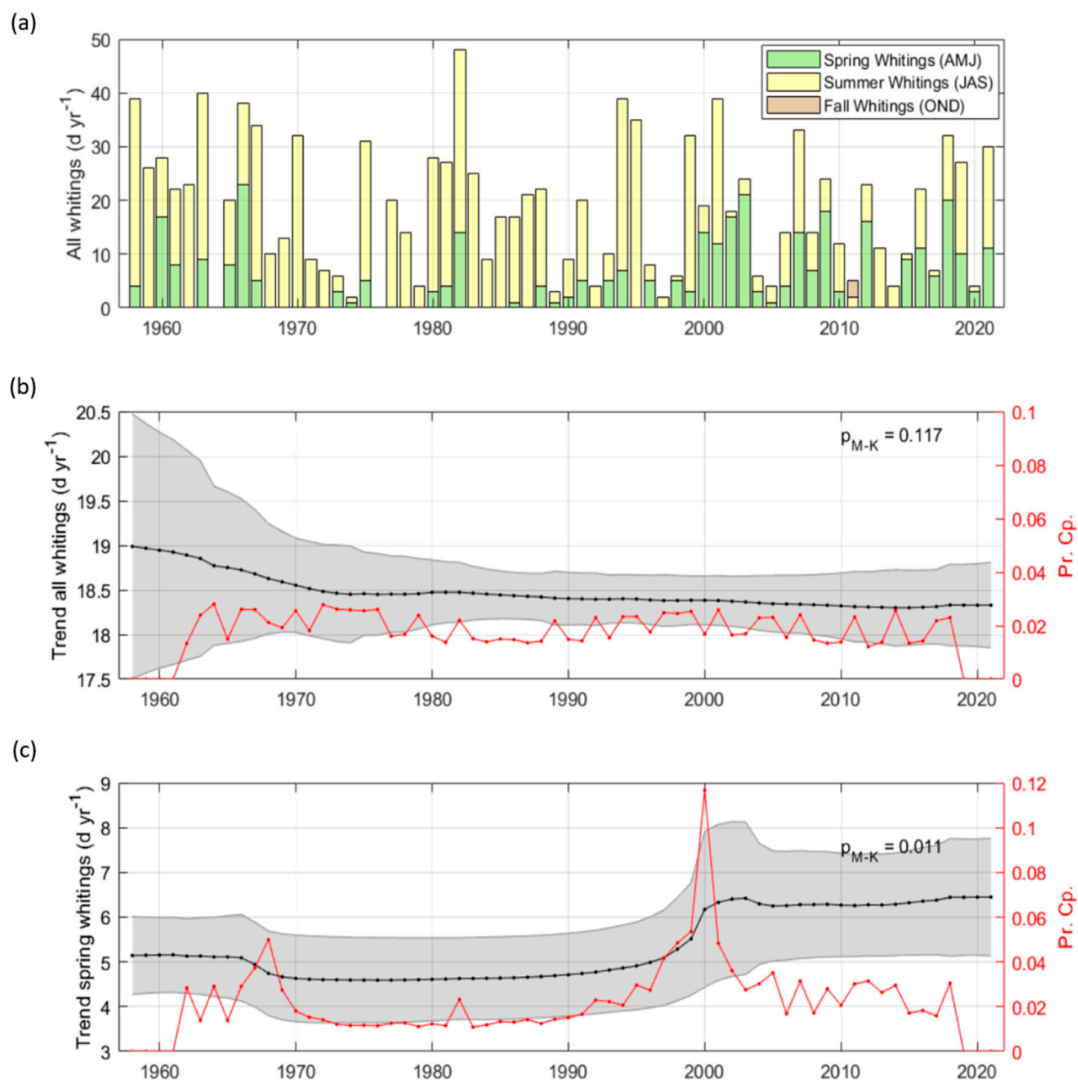 (a)
All whitings (d yr⁻¹)
50
40
30
20
10
0
1960 1970 1980 1990 2000 2010 2020
Spring Whitings (AMJ)
Summer Whitings (JAS)
Fall Whitings (OND)
(b)
Trend all whitings (d yr⁻¹)
20.5
20
19.5
19
18.5
18
17.5
p_M-K = 0.117
0.1
0.08
0.06
0.04
0.02
0
Pr. Cp.
1960 1970 1980 1990 2000 2010 2020
(c)
Trend spring whitings (d yr⁻¹)
9
8
7
6
5
4
3
p_M-K = 0.011
0.12
0.1
0.08
0.06
0.04
0.02
0
Pr. Cp.
1960 1970 1980 1990 2000 2010 2020